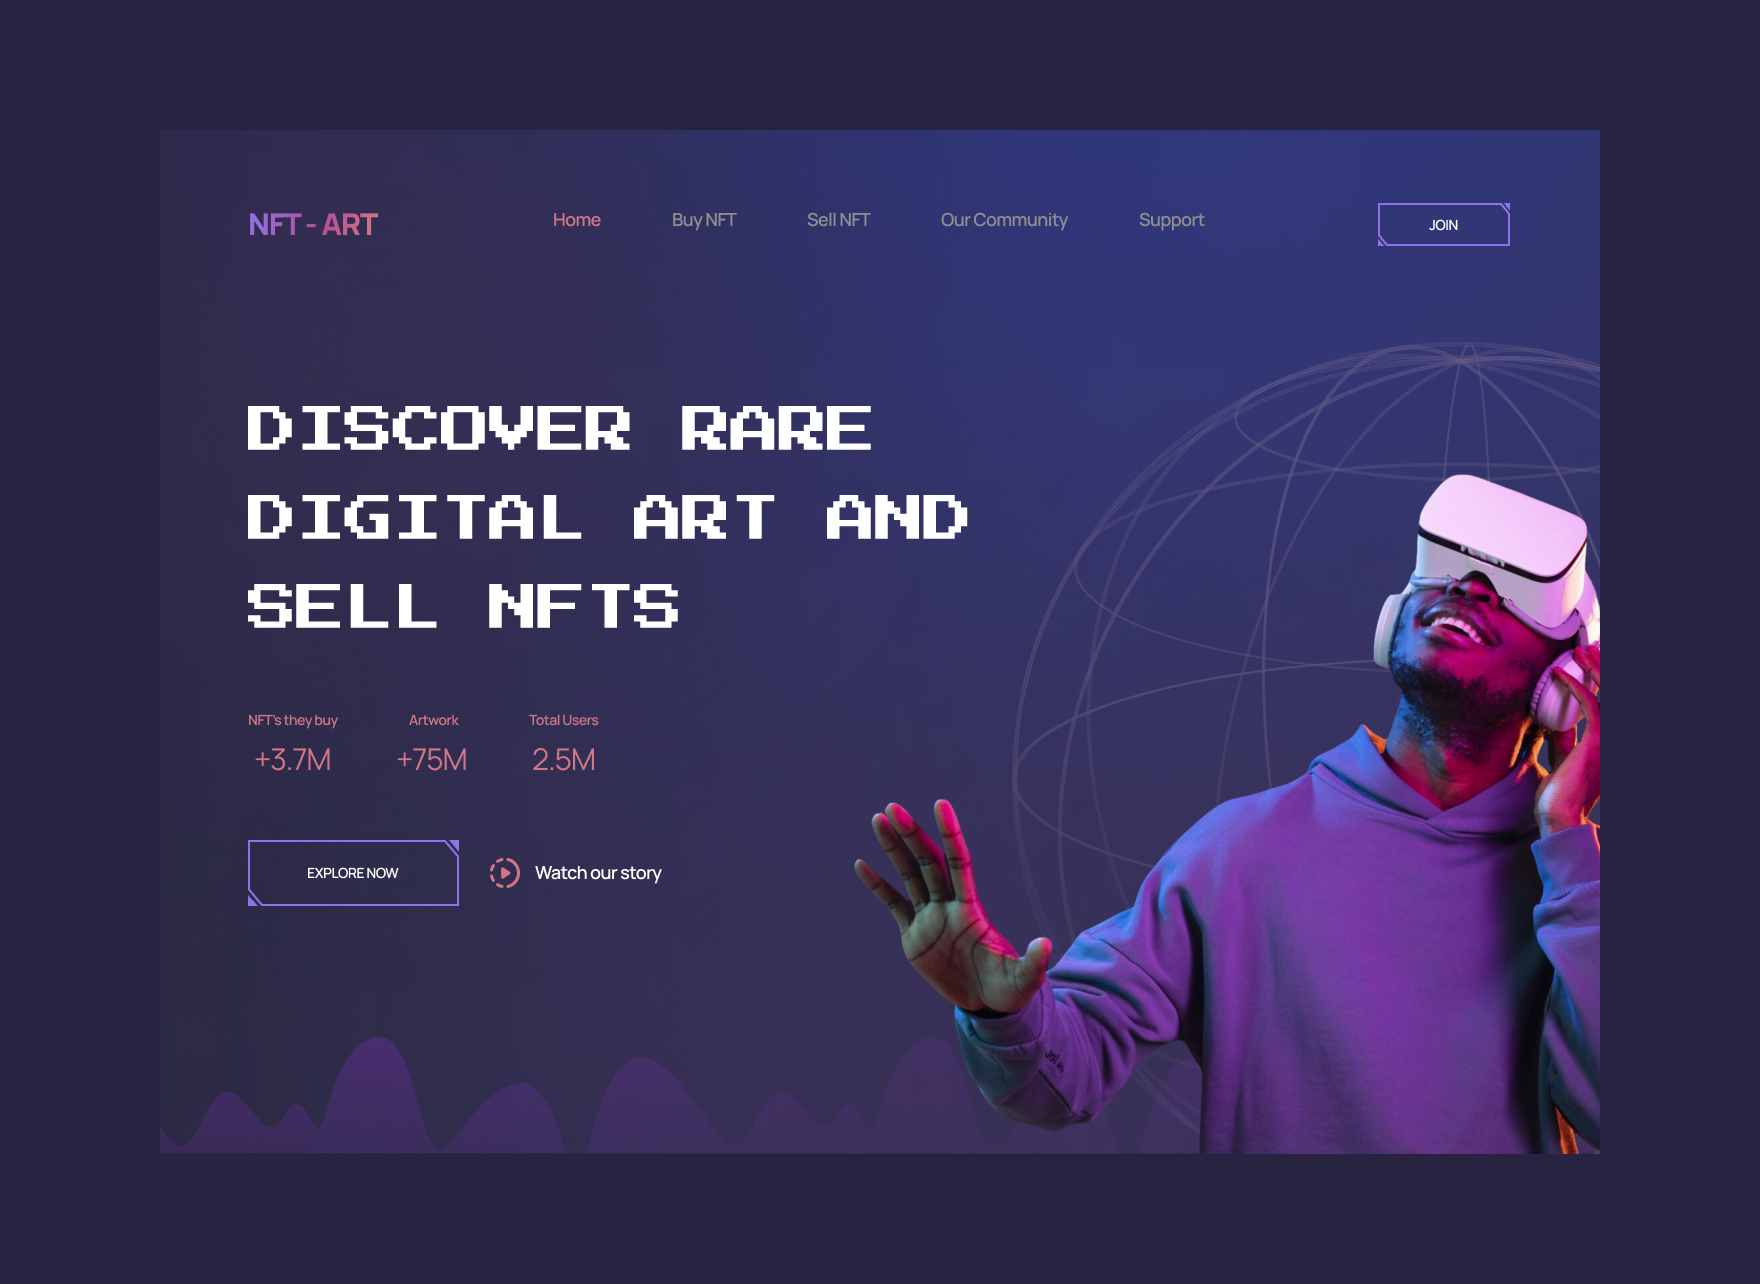 NFT - ART
Home
Buy NFT
Sell NFT
Our Community
Support
JOIN
DISCOVER RARE
DIGITAL ART AND
SELL NFTS
NFT's they buy
Artwork
Total Users
+3.7M
+75M
2.5M
EXPLORE NOW
Watch our story